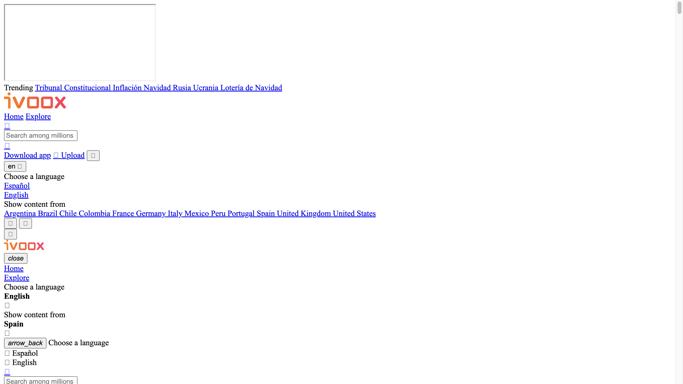 Trending Tribunal Constitucional Inflación Navidad Rusia Ucrania Lotería de Navidad
ivoox
Home Explore
Search among millions
Download app Upload
en
Choose a language
Español
English
Show content from
Argentina Brazil Chile Colombia France Germany Italy Mexico Peru Portugal Spain United Kingdom United States
ivoox
close
Home
Explore
Choose a language
English
Show content from
Spain
arrow_back Choose a language
Español
English
Search among millions